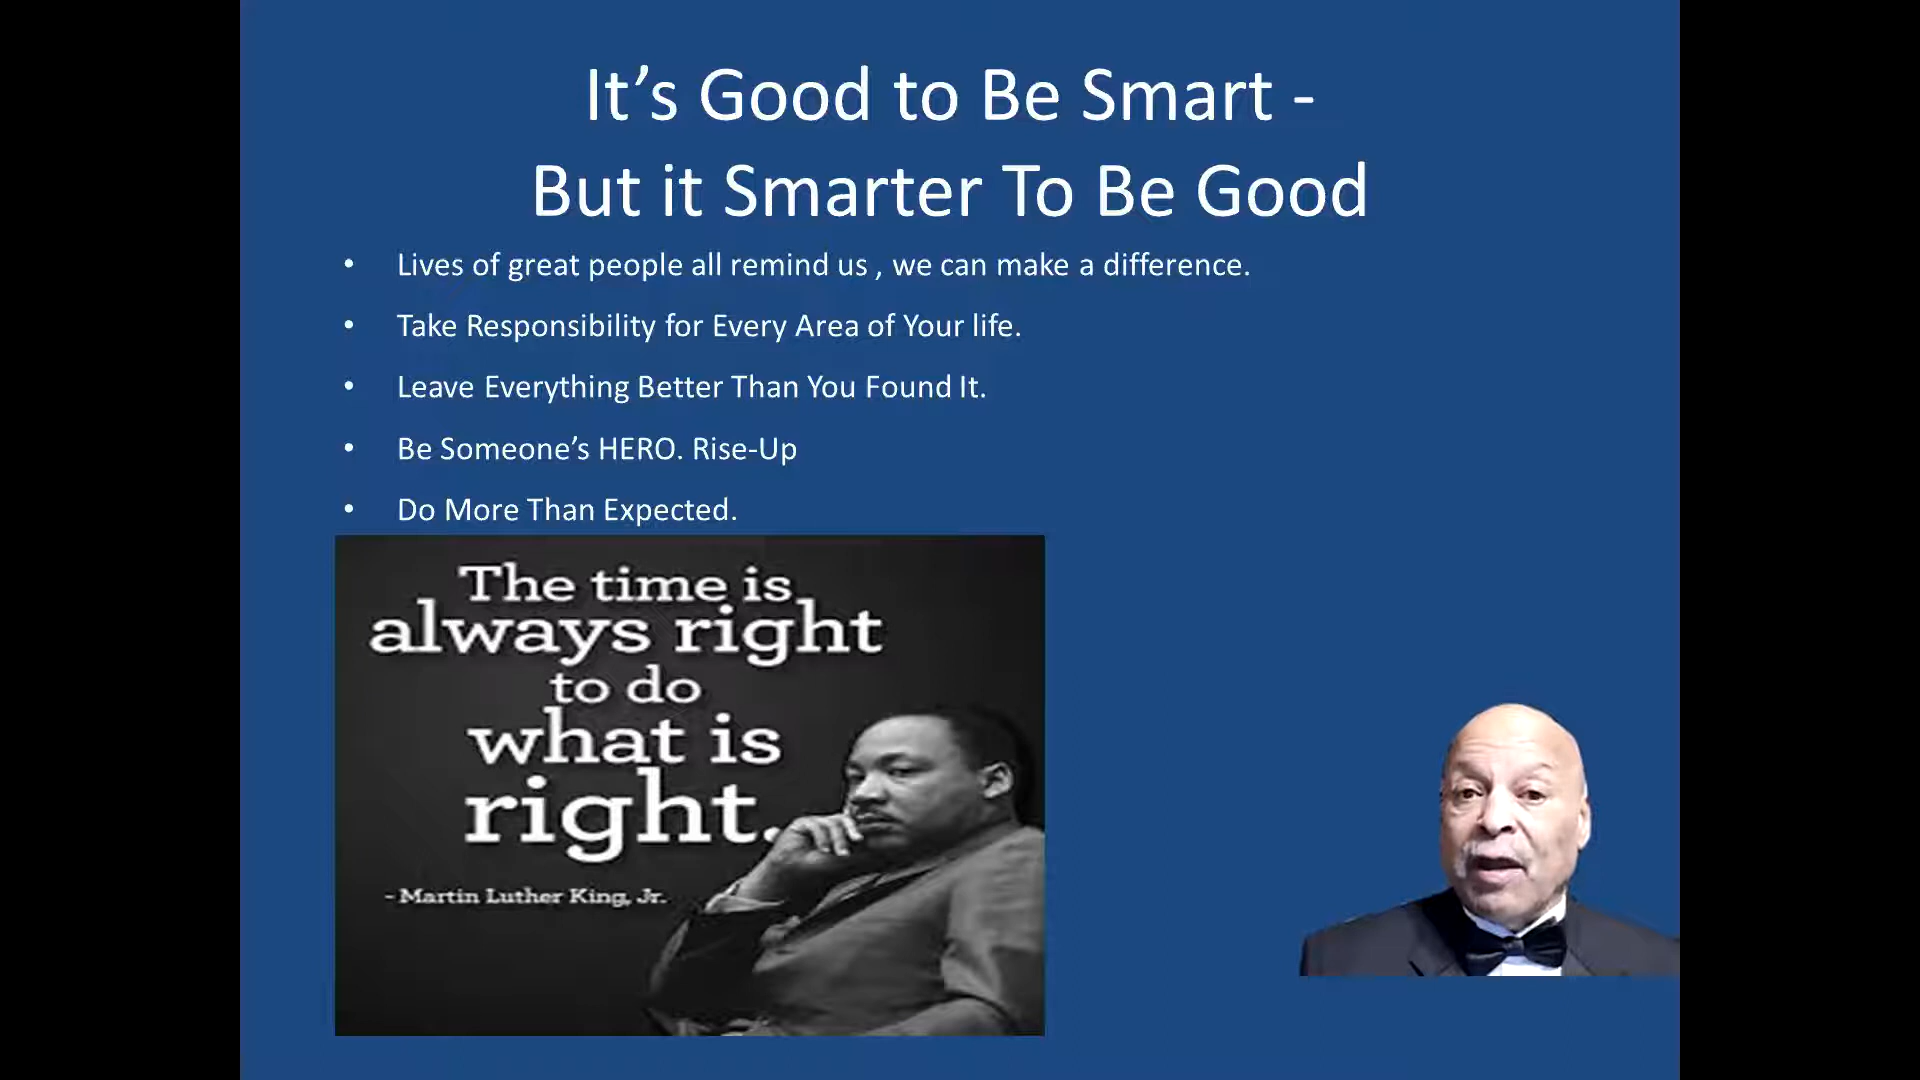 It’s Good to Be Smart -
But it Smarter To Be Good
• Lives of great people all remind us , we can make a difference.
• Take Responsibility for Every Area of Your life.
• Leave Everything Better Than You Found It.
• Be Someone’s HERO. Rise-Up
• Do More Than Expected.
The time is
always right
to do
what is
right.
- Martin Luther King, Jr.